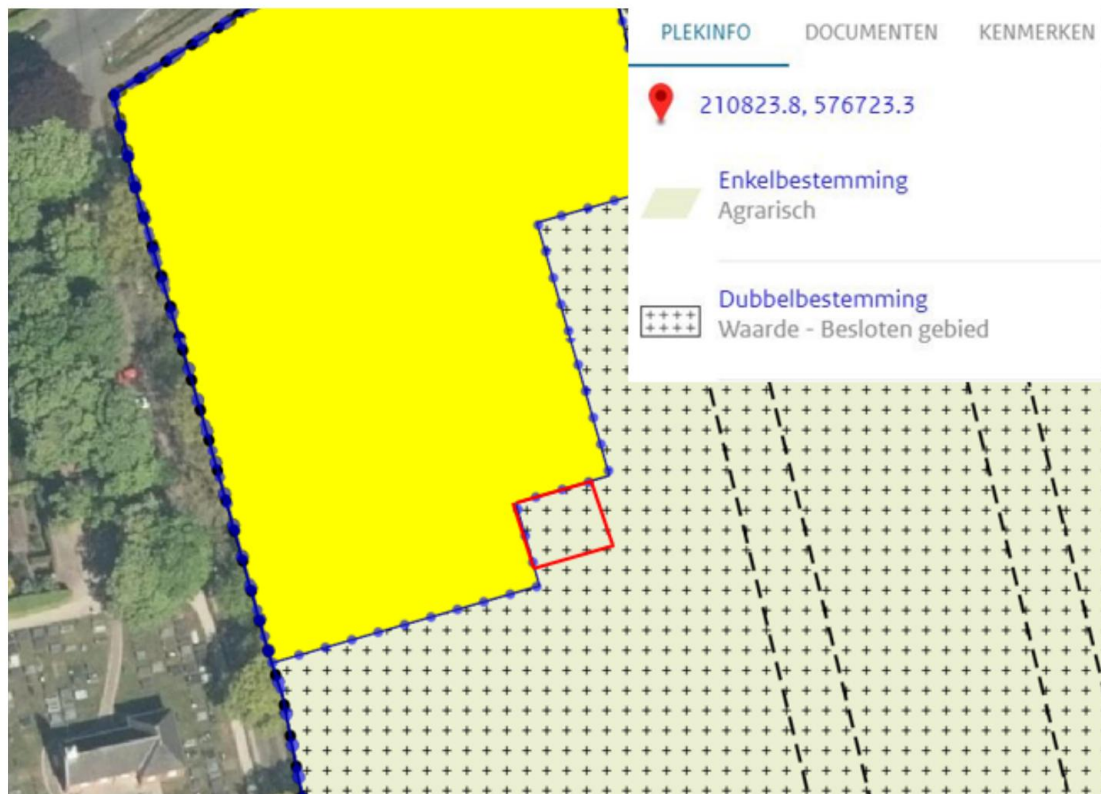 PLEKINFO DOCUMENTEN KENMERKEN
210823.8, 576723.3
Enkelbestemming
Agrarisch
Dubbelbestemming
Waarde - Besloten gebied